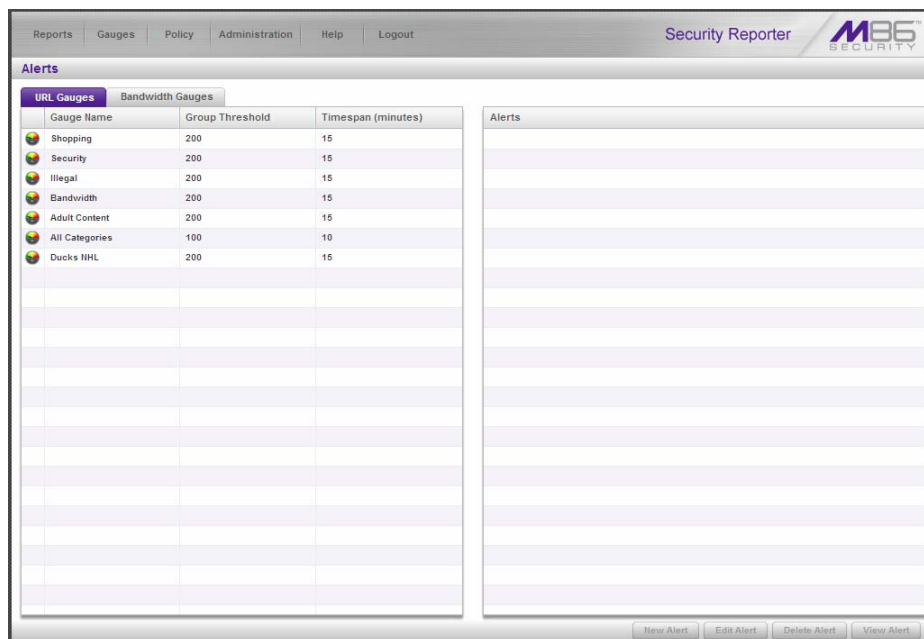 Reports Gauges Policy Administration Help Logout Security Reporter M86™ SECURITY
Alerts
URL Gauges Bandwidth Gauges
Gauge Name Group Threshold Timespan (minutes) Alerts
Shopping 200 15
Security 200 15
Illegal 200 15
Bandwidth 200 15
Adult Content 200 15
All Categories 100 10
Ducks NHL 200 15
New Alert Edit Alert Delete Alert View Alert